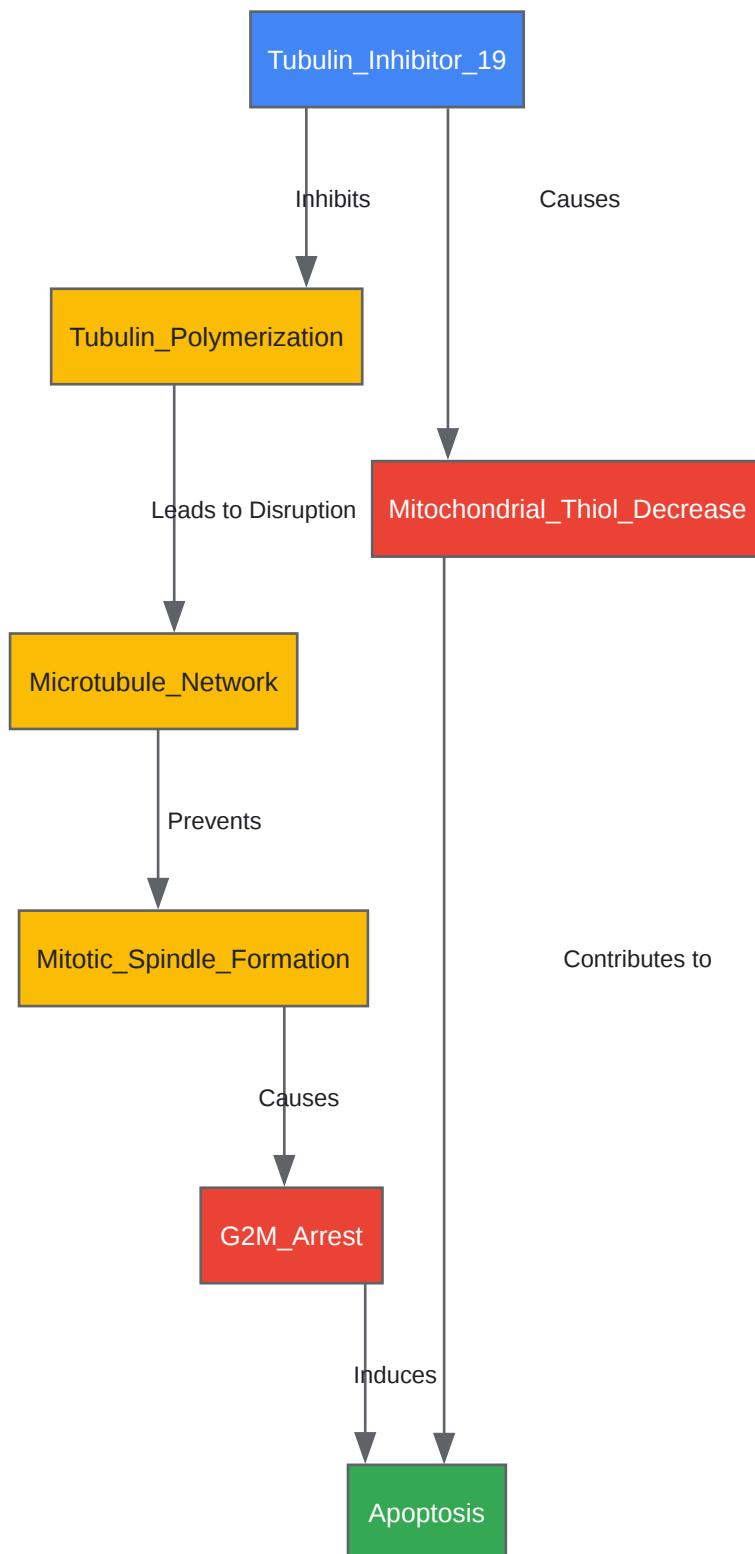 Tubulin_Inhibitor_19
Inhibits
Causes
Tubulin_Polymerization
Leads to Disruption
Mitochondrial_Thiol_Decrease
Microtubule_Network
Prevents
Mitotic_Spindle_Formation
Contributes to
Causes
G2M_Arrest
Induces
Apoptosis